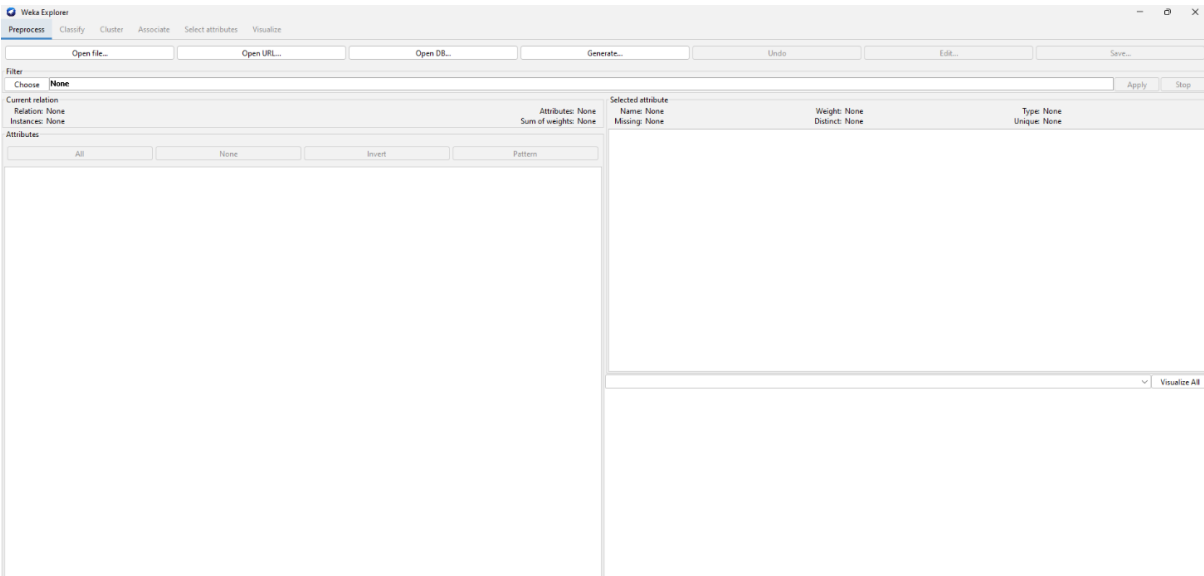 Weka Explorer
Preprocess Classify Cluster Associate Select attributes Visualize
Open file... Open URL... Open DB... Generate... Undo Edit... Save...
Filter
Choose None Apply Stop
Current relation
Relation: None Attributes: None
Instances: None Sum of weights: None
Selected attribute
Name: None Weight: None Type: None
Missing: None Distinct: None Unique: None
Attributes
All None Invert Pattern
Visualize All